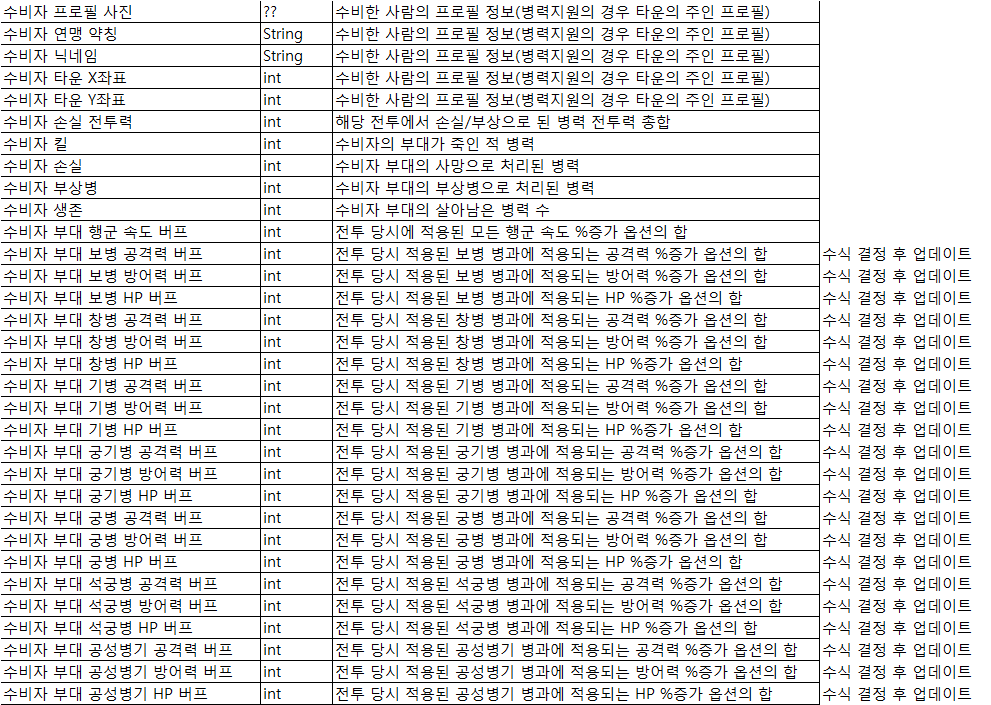 수비자 프로필 사진 ?? 수비한 사람의 프로필 정보(병력지원의 경우 타운의 주인 프로필)
수비자 연맹 약칭 String 수비한 사람의 프로필 정보(병력지원의 경우 타운의 주인 프로필)
수비자 닉네임 String 수비한 사람의 프로필 정보(병력지원의 경우 타운의 주인 프로필)
수비자 타운 X좌표 int 수비한 사람의 프로필 정보(병력지원의 경우 타운의 주인 프로필)
수비자 타운 Y좌표 int 수비한 사람의 프로필 정보(병력지원의 경우 타운의 주인 프로필)
수비자 손실 전투력 int 해당 전투에서 손실/부상으로 된 병력 전투력 총합
수비자 킬 int 수비자의 부대가 죽인 적 병력
수비자 손실 int 수비자 부대의 사망으로 처리된 병력
수비자 부상병 int 수비자 부대의 부상병으로 처리된 병력
수비자 생존 int 수비자 부대의 살아남은 병력 수
수비자 부대 행군 속도 버프 int 전투 당시에 적용된 모든 행군 속도 %증가 옵션의 합
수비자 부대 보병 공격력 버프 int 전투 당시 적용된 보병 병과에 적용되는 공격력 %증가 옵션의 합 수식 결정 후 업데이트
수비자 부대 보병 방어력 버프 int 전투 당시 적용된 보병 병과에 적용되는 방어력 %증가 옵션의 합 수식 결정 후 업데이트
수비자 부대 보병 HP 버프 int 전투 당시 적용된 보병 병과에 적용되는 HP %증가 옵션의 합 수식 결정 후 업데이트
수비자 부대 창병 공격력 버프 int 전투 당시 적용된 창병 병과에 적용되는 공격력 %증가 옵션의 합 수식 결정 후 업데이트
수비자 부대 창병 방어력 버프 int 전투 당시 적용된 창병 병과에 적용되는 방어력 %증가 옵션의 합 수식 결정 후 업데이트
수비자 부대 창병 HP 버프 int 전투 당시 적용된 창병 병과에 적용되는 HP %증가 옵션의 합 수식 결정 후 업데이트
수비자 부대 기병 공격력 버프 int 전투 당시 적용된 기병 병과에 적용되는 공격력 %증가 옵션의 합 수식 결정 후 업데이트
수비자 부대 기병 방어력 버프 int 전투 당시 적용된 기병 병과에 적용되는 방어력 %증가 옵션의 합 수식 결정 후 업데이트
수비자 부대 기병 HP 버프 int 전투 당시 적용된 기병 병과에 적용되는 HP %증가 옵션의 합 수식 결정 후 업데이트
수비자 부대 궁기병 공격력 버프 int 전투 당시 적용된 궁기병 병과에 적용되는 공격력 %증가 옵션의 합 수식 결정 후 업데이트
수비자 부대 궁기병 방어력 버프 int 전투 당시 적용된 궁기병 병과에 적용되는 방어력 %증가 옵션의 합 수식 결정 후 업데이트
수비자 부대 궁기병 HP 버프 int 전투 당시 적용된 궁기병 병과에 적용되는 HP %증가 옵션의 합 수식 결정 후 업데이트
수비자 부대 궁병 공격력 버프 int 전투 당시 적용된 궁병 병과에 적용되는 공격력 %증가 옵션의 합 수식 결정 후 업데이트
수비자 부대 궁병 방어력 버프 int 전투 당시 적용된 궁병 병과에 적용되는 방어력 %증가 옵션의 합 수식 결정 후 업데이트
수비자 부대 궁병 HP 버프 int 전투 당시 적용된 궁병 병과에 적용되는 HP %증가 옵션의 합 수식 결정 후 업데이트
수비자 부대 석궁병 공격력 버프 int 전투 당시 적용된 석궁병 병과에 적용되는 공격력 %증가 옵션의 합 수식 결정 후 업데이트
수비자 부대 석궁병 방어력 버프 int 전투 당시 적용된 석궁병 병과에 적용되는 방어력 %증가 옵션의 합 수식 결정 후 업데이트
수비자 부대 석궁병 HP 버프 int 전투 당시 적용된 석궁병 병과에 적용되는 HP %증가 옵션의 합 수식 결정 후 업데이트
수비자 부대 공성병기 공격력 버프 int 전투 당시 적용된 공성병기 병과에 적용되는 공격력 %증가 옵션의 합 수식 결정 후 업데이트
수비자 부대 공성병기 방어력 버프 int 전투 당시 적용된 공성병기 병과에 적용되는 방어력 %증가 옵션의 합 수식 결정 후 업데이트
수비자 부대 공성병기 HP 버프 int 전투 당시 적용된 공성병기 병과에 적용되는 HP %증가 옵션의 합 수식 결정 후 업데이트